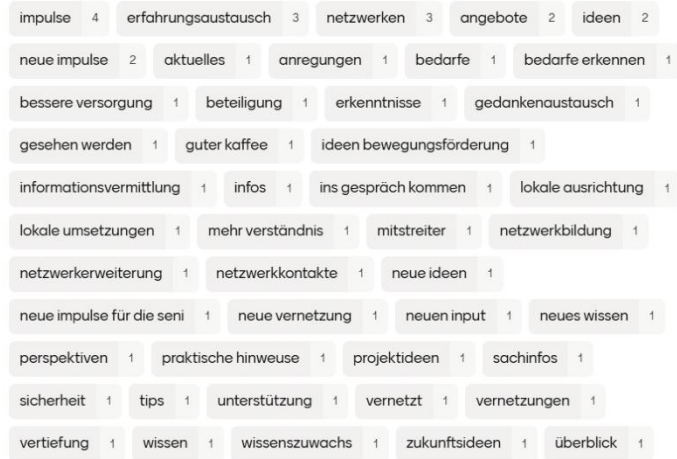 impulse 4 erfahrungsaustausch 3 netzwerken 3 angebote 2 ideen 2
neue impulse 2 aktuelles 1 anregungen 1 bedarfe 1 bedarfe erkennen 1
bessere versorgung 1 beteiligung 1 erkenntnisse 1 gedankenaustausch 1
gesehen werden 1 guter kaffee 1 ideen bewegungsförderung 1
informationsvermittlung 1 infos 1 ins gespräch kommen 1 lokale ausrichtung 1
lokale umsetzungen 1 mehr verständnis 1 mitstreiter 1 netzwerkbildung 1
netzwerkerweiterung 1 netzwerkkontakte 1 neue ideen 1
neue impulse für die seni 1 neue vernetzung 1 neuen input 1 neues wissen 1
perspektiven 1 praktische hinweuse 1 projektideen 1 sachinfos 1
sicherheit 1 tips 1 unterstützung 1 vernetzt 1 vernetzungen 1
vertiefung 1 wissen 1 wissenszuwachs 1 zukunftsideen 1 überblick 1